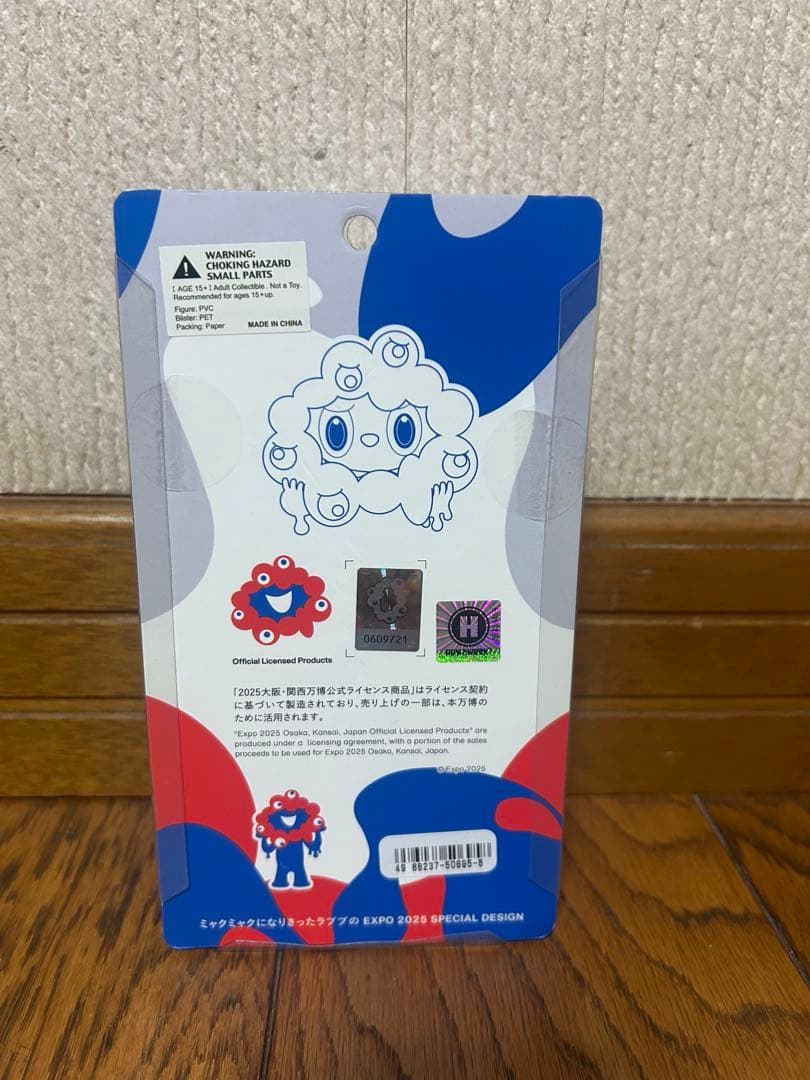 WARNING:
CHOKING HAZARD
SMALL PARTS
[ AGE 15+ ] Adult Collectible. Not a Toy.
Recommended for ages 15+up.
Figure: PVC
Blister: PET
Packing: Paper
MADE IN CHINA
0609721
H
Official Licensed Products
「2025大阪・関西万博公式ライセンス商品」はライセンス契約
に基づいて製造されており、売り上げの一部は、本万博の
ために活用されます。
"Expo 2025 Osaka, Kansai, Japan Official Licensed Products" are
produced under a licensing agreement, with a portion of the sales
proceeds to be used for Expo 2025 Osaka, Kansai, Japan.
©Expo 2025
49 86237-50695-8
ミャクミャクになりきったラブブの EXPO 2025 SPECIAL DESIGN